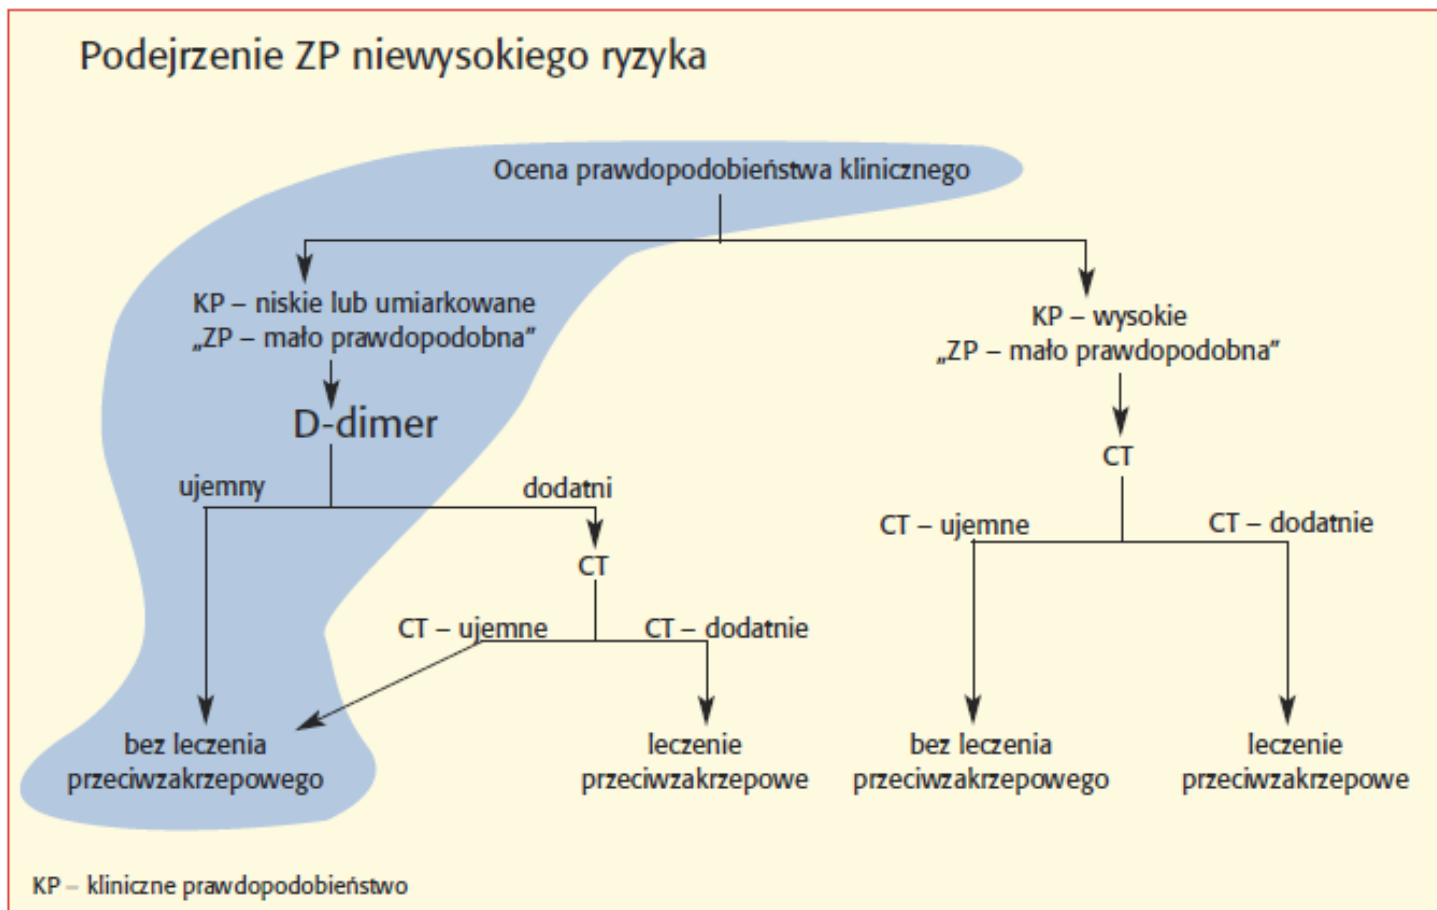 Podejrzenie ZP niewysokiego ryzyka
Ocena prawdopodobieństwa klinicznego
KP – niskie lub umiarkowane
„ZP – mało prawdopodobna”
D-dimer
ujemny
dodatni
CT
CT – ujemne
CT – dodatnie
bez leczenia
przeciwzakrzepowego
leczenie
przeciwzakrzepowe
KP – wysokie
„ZP – mało prawdopodobna”
CT
CT – ujemne
CT – dodatnie
bez leczenia
przeciwzakrzepowego
leczenie
przeciwzakrzepowe
KP – kliniczne prawdopodobieństwo